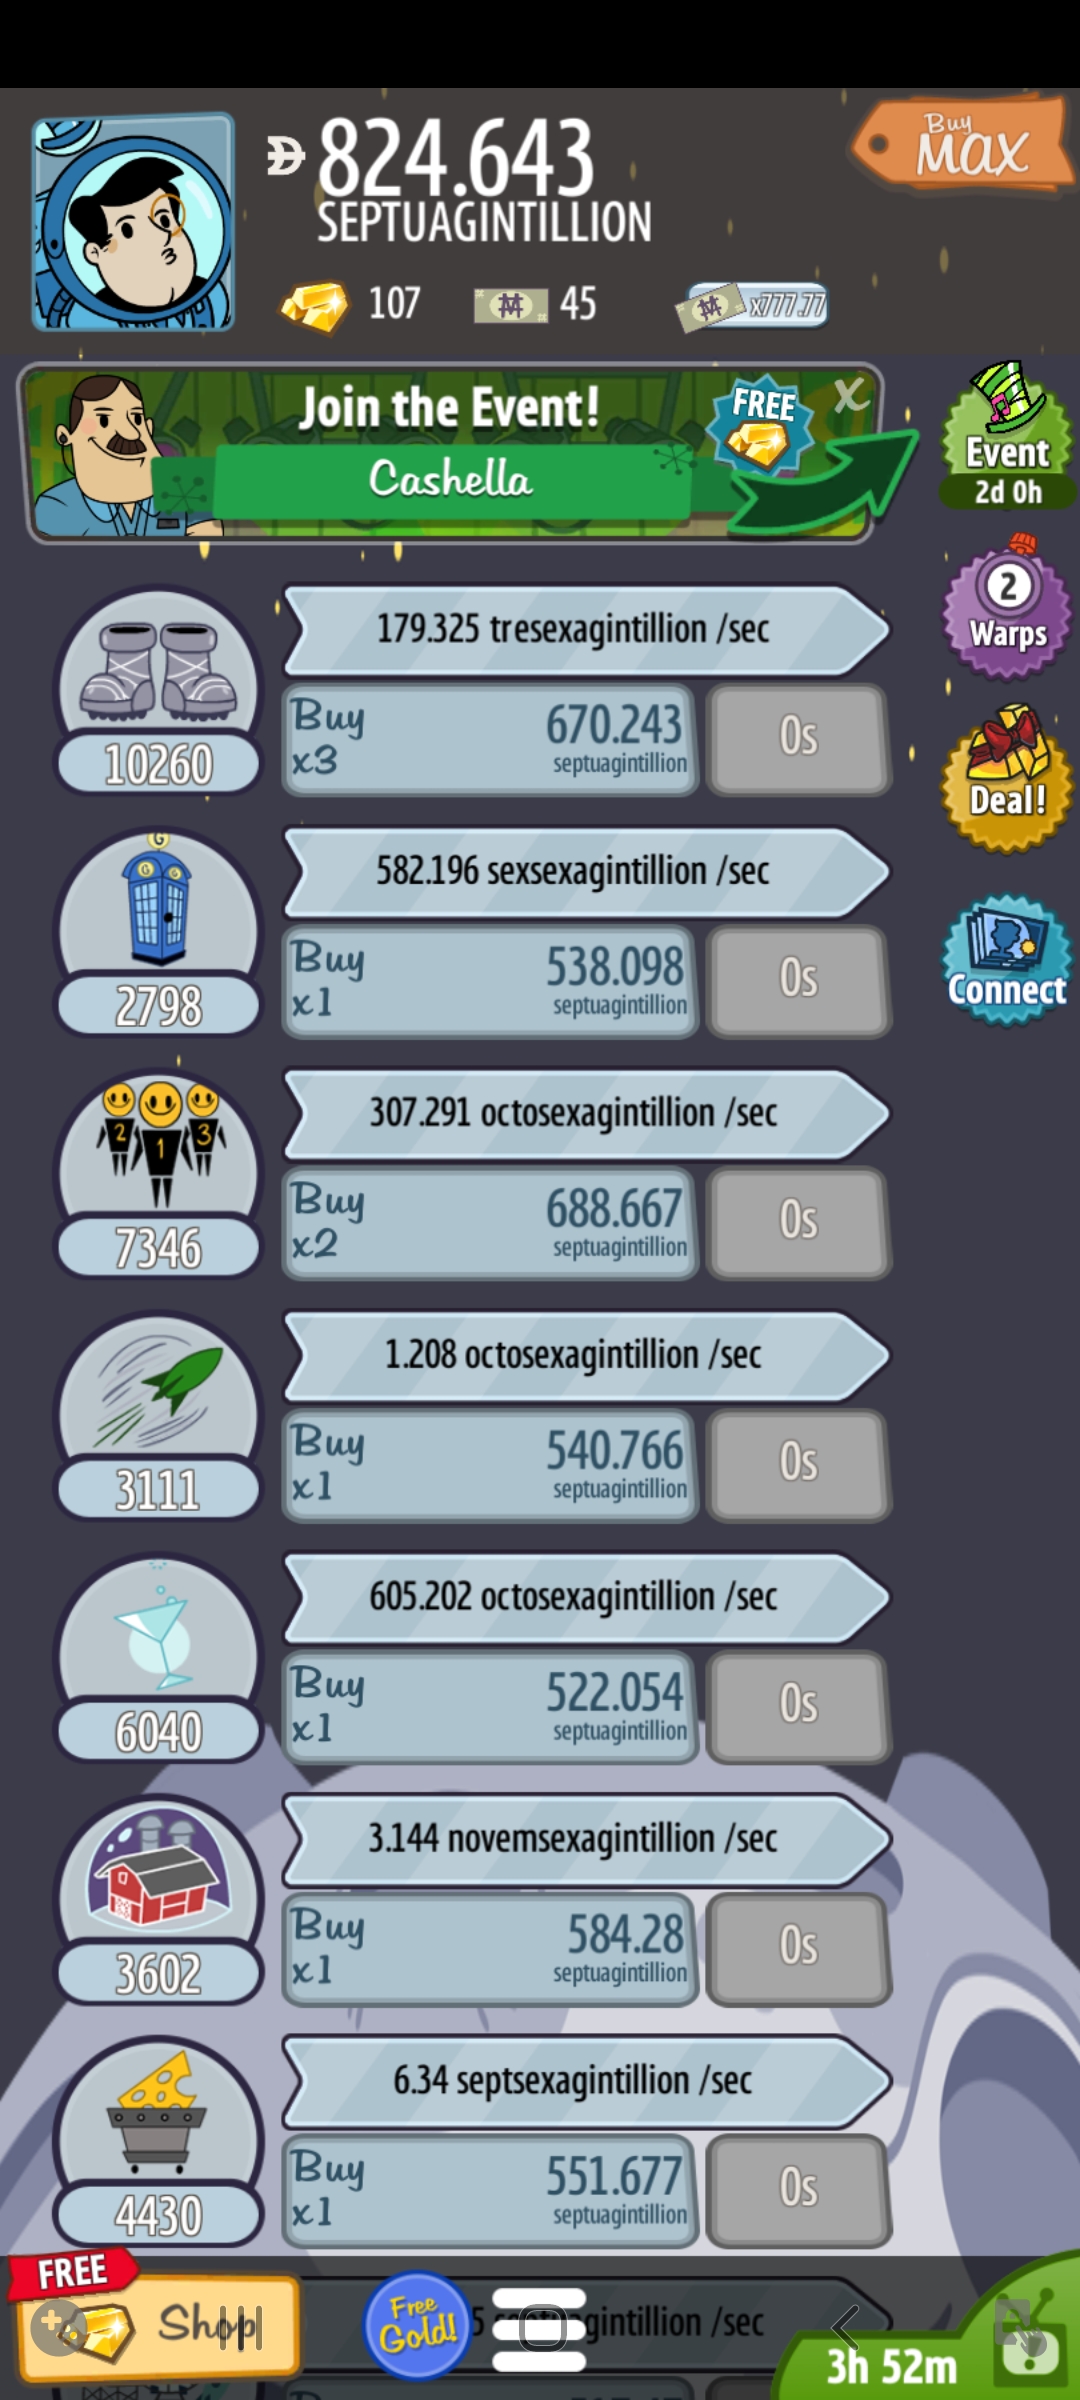 Buy
MAX
824.643
SEPTUAGINTILLION
107
45
x777.77
Join the Event!
FREE
X
Cashella
Event
2d 0h
179.325 tresexagintillion /sec
2
Warps
Buy
x3
670.243
septuagintillion
0s
10260
Deal!
G
G G
582.196 sexsexagintillion /sec
Buy
x1
538.098
septuagintillion
0s
2798
Connect
2 1 3
307.291 octosexagintillion /sec
Buy
x2
688.667
septuagintillion
0s
7346
1.208 octosexagintillion /sec
Buy
x1
540.766
septuagintillion
0s
3111
605.202 octosexagintillion /sec
Buy
x1
522.054
septuagintillion
0s
6040
3.144 novemsexagintillion /sec
Buy
x1
584.28
septuagintillion
0s
3602
6.34 septsexagintillion /sec
Buy
x1
551.677
septuagintillion
0s
4430
FREE
Shop
Free
Gold!
/sec
3h 52m